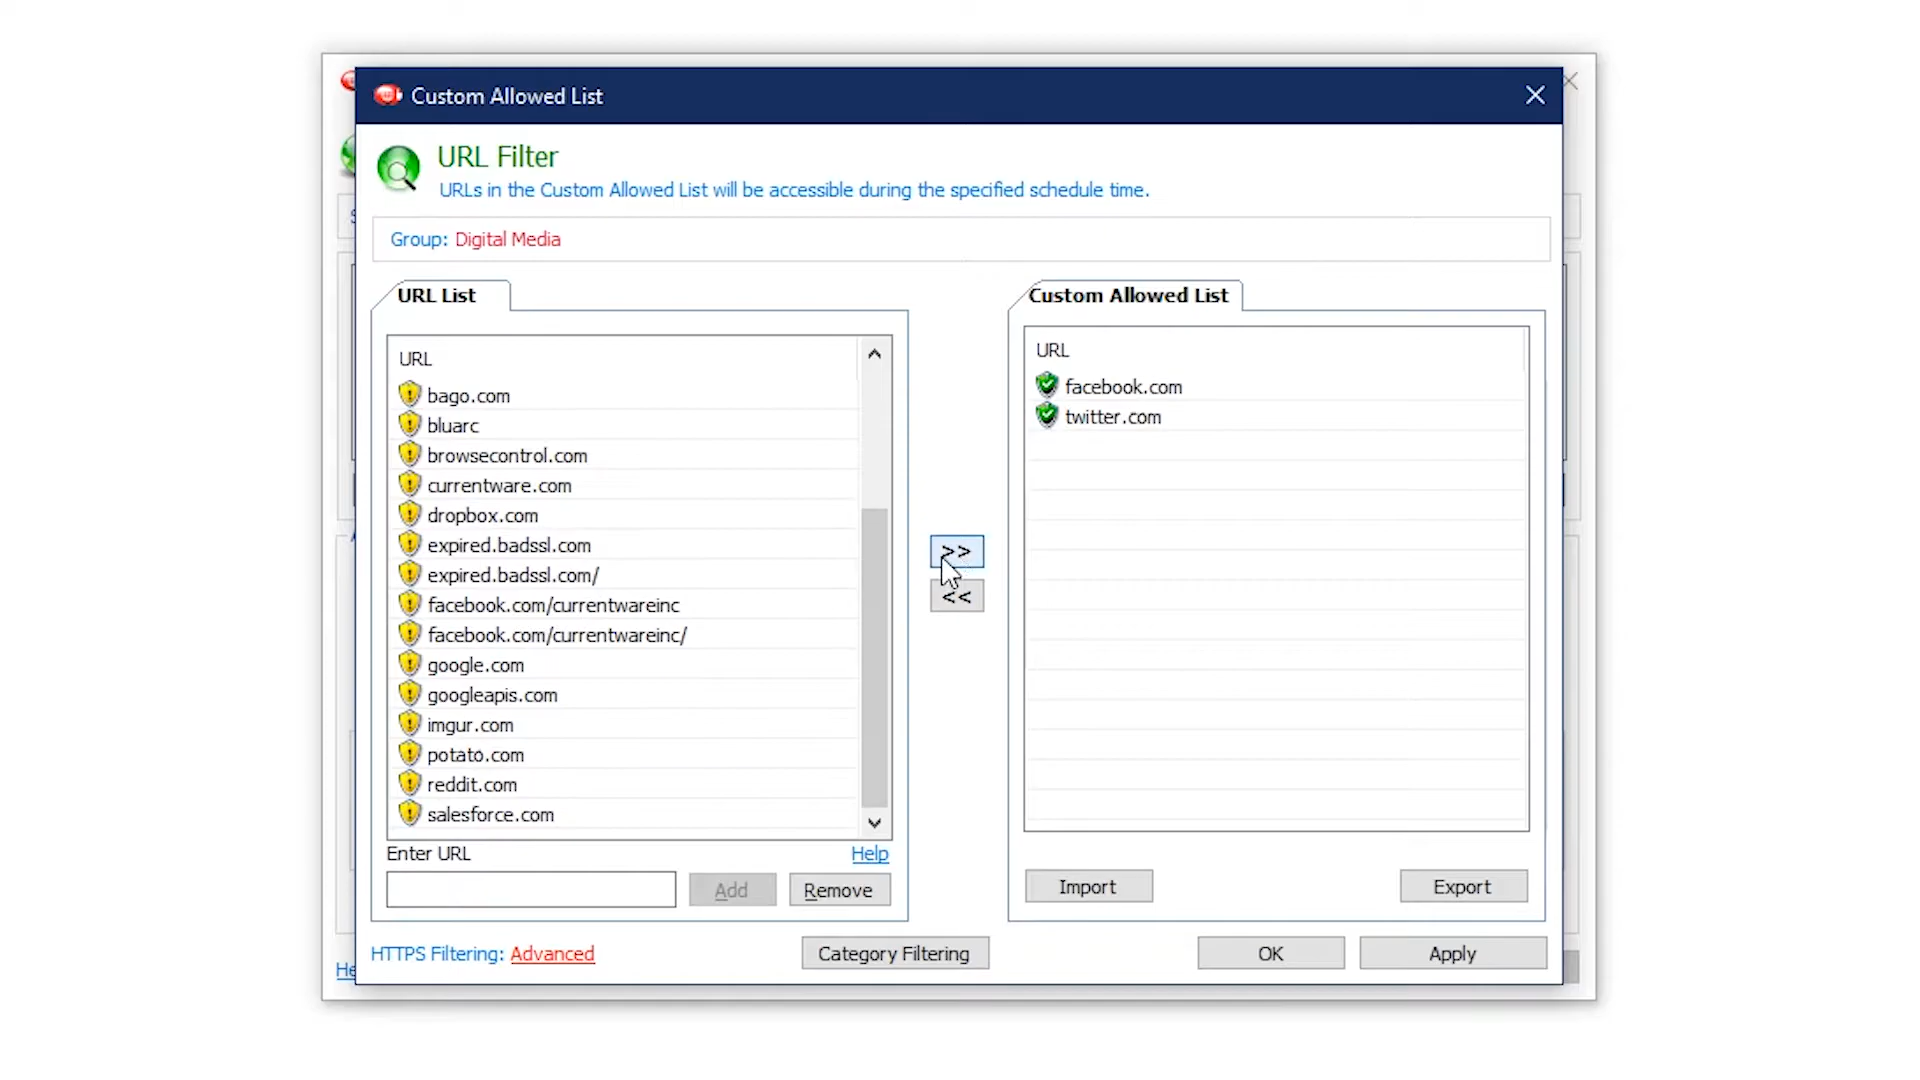 Custom Allowed List
URL Filter
URLs in the Custom Allowed List will be accessible during the specified schedule time.
Group: Digital Media
URL List
URL
bago.com
bluarc
browsecontrol.com
currentware.com
dropbox.com
expired.badssl.com
expired.badssl.com/
facebook.com/currentwareinc
facebook.com/currentwareinc/
google.com
googleapis.com
imgur.com
potato.com
reddit.com
salesforce.com
Enter URL
Help
Add
Remove
>>
<<
Custom Allowed List
URL
facebook.com
twitter.com
Import
Export
HTTPS Filtering: Advanced
Category Filtering
OK
Apply
He